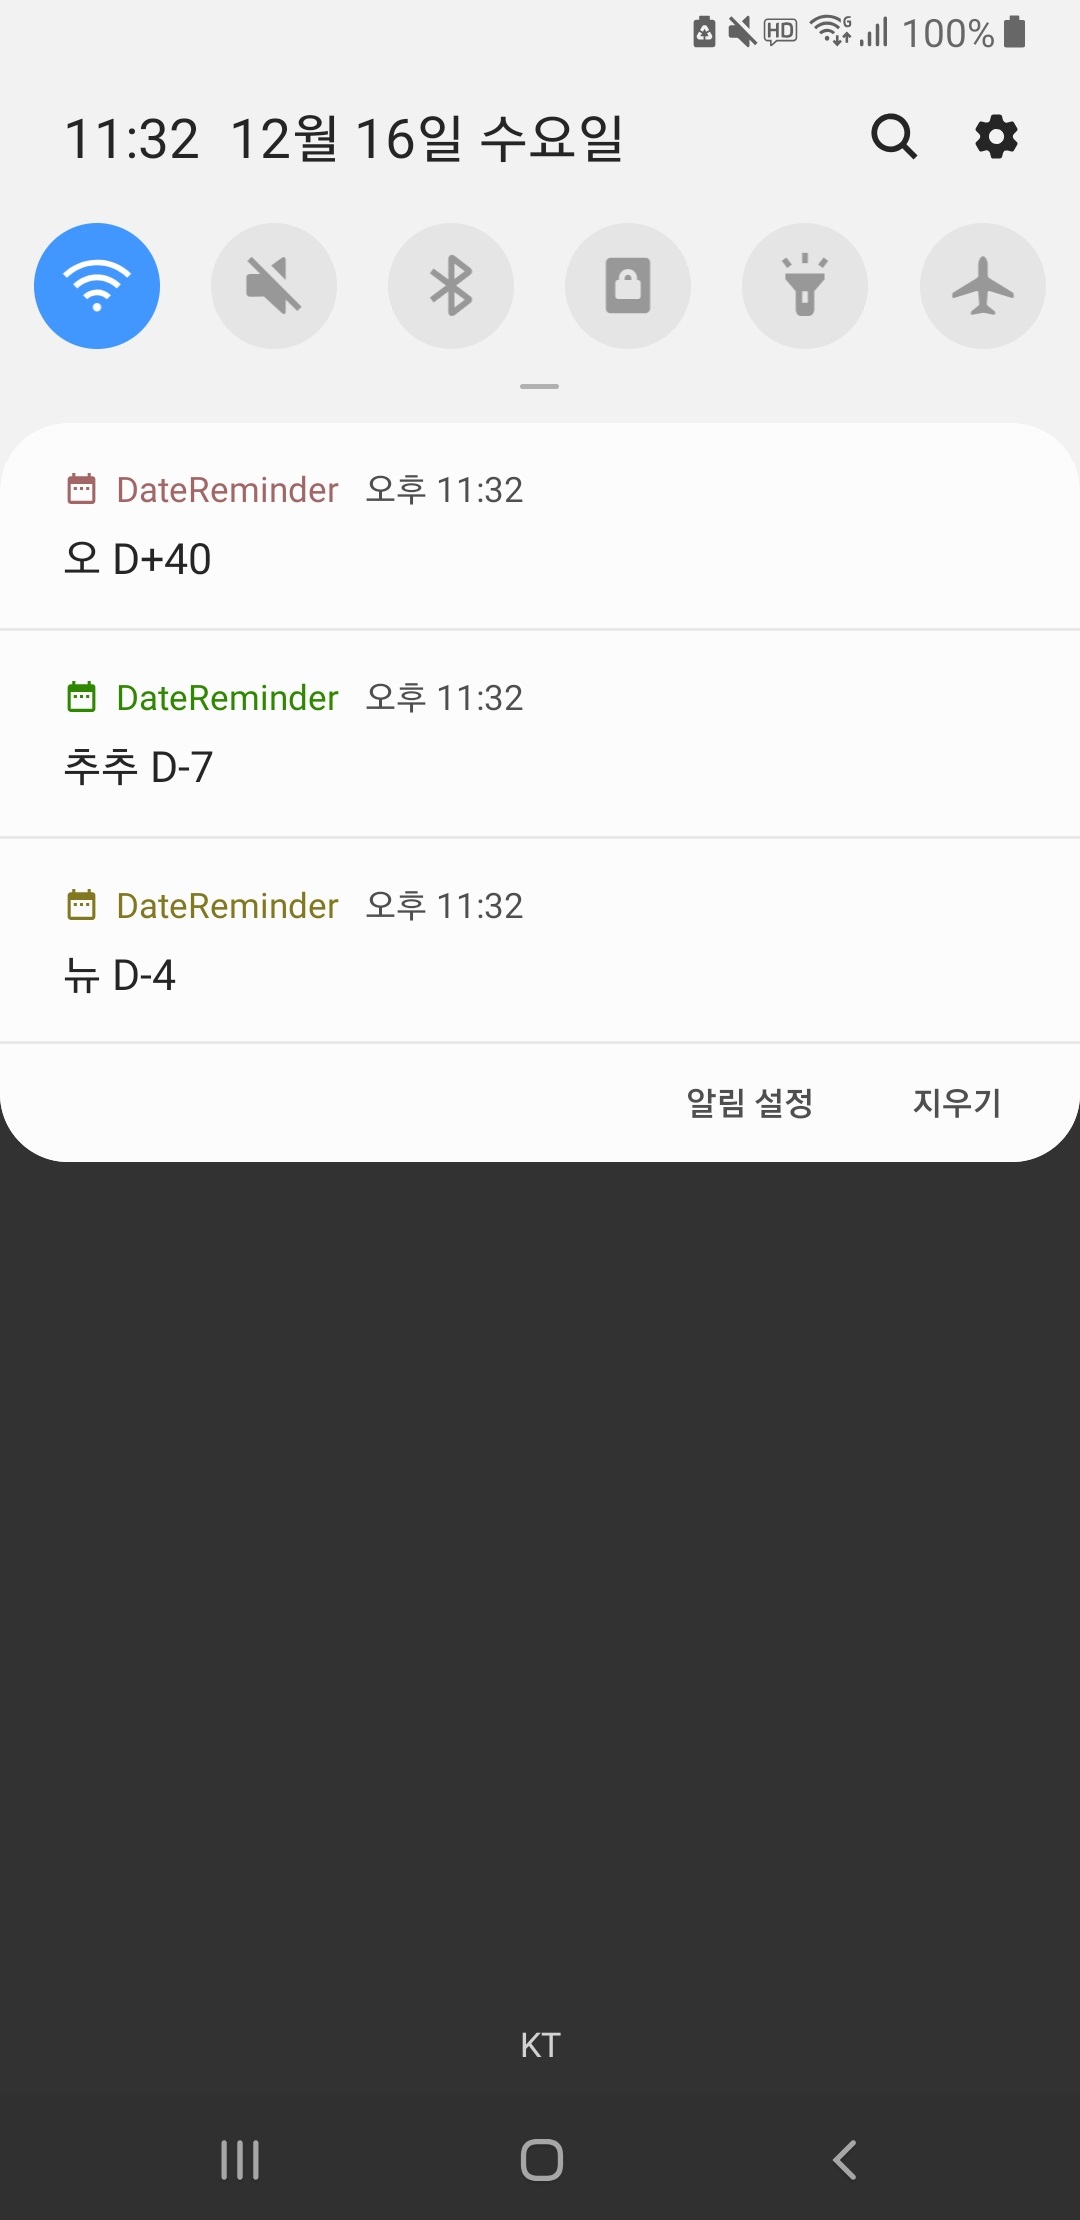 HD G 100%
11:32 12월 16일 수요일
DateReminder 오후 11:32
오 D+40
DateReminder 오후 11:32
추추 D-7
DateReminder 오후 11:32
뉴 D-4
알림 설정 지우기
KT